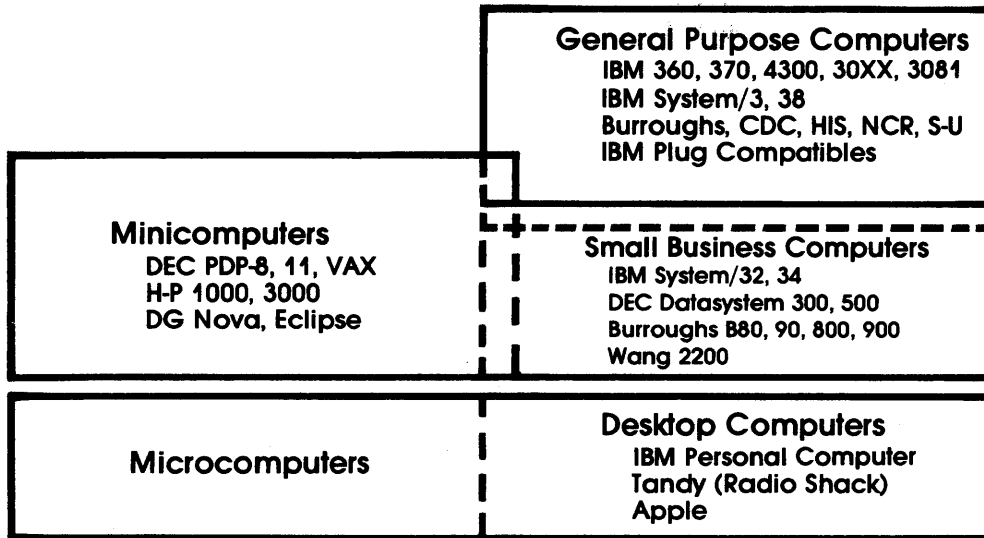 General Purpose Computers
IBM 360, 370, 4300, 30XX, 3081
IBM System/3, 38
Burroughs, CDC, HIS, NCR, S-U
IBM Plug Compatibles
Minicomputers
DEC PDP-8, 11, VAX
H-P 1000, 3000
DG Nova, Eclipse
Small Business Computers
IBM System/32, 34
DEC Datasystem 300, 500
Burroughs B80, 90, 800, 900
Wang 2200
Microcomputers
Desktop Computers
IBM Personal Computer
Tandy (Radio Shack)
Apple